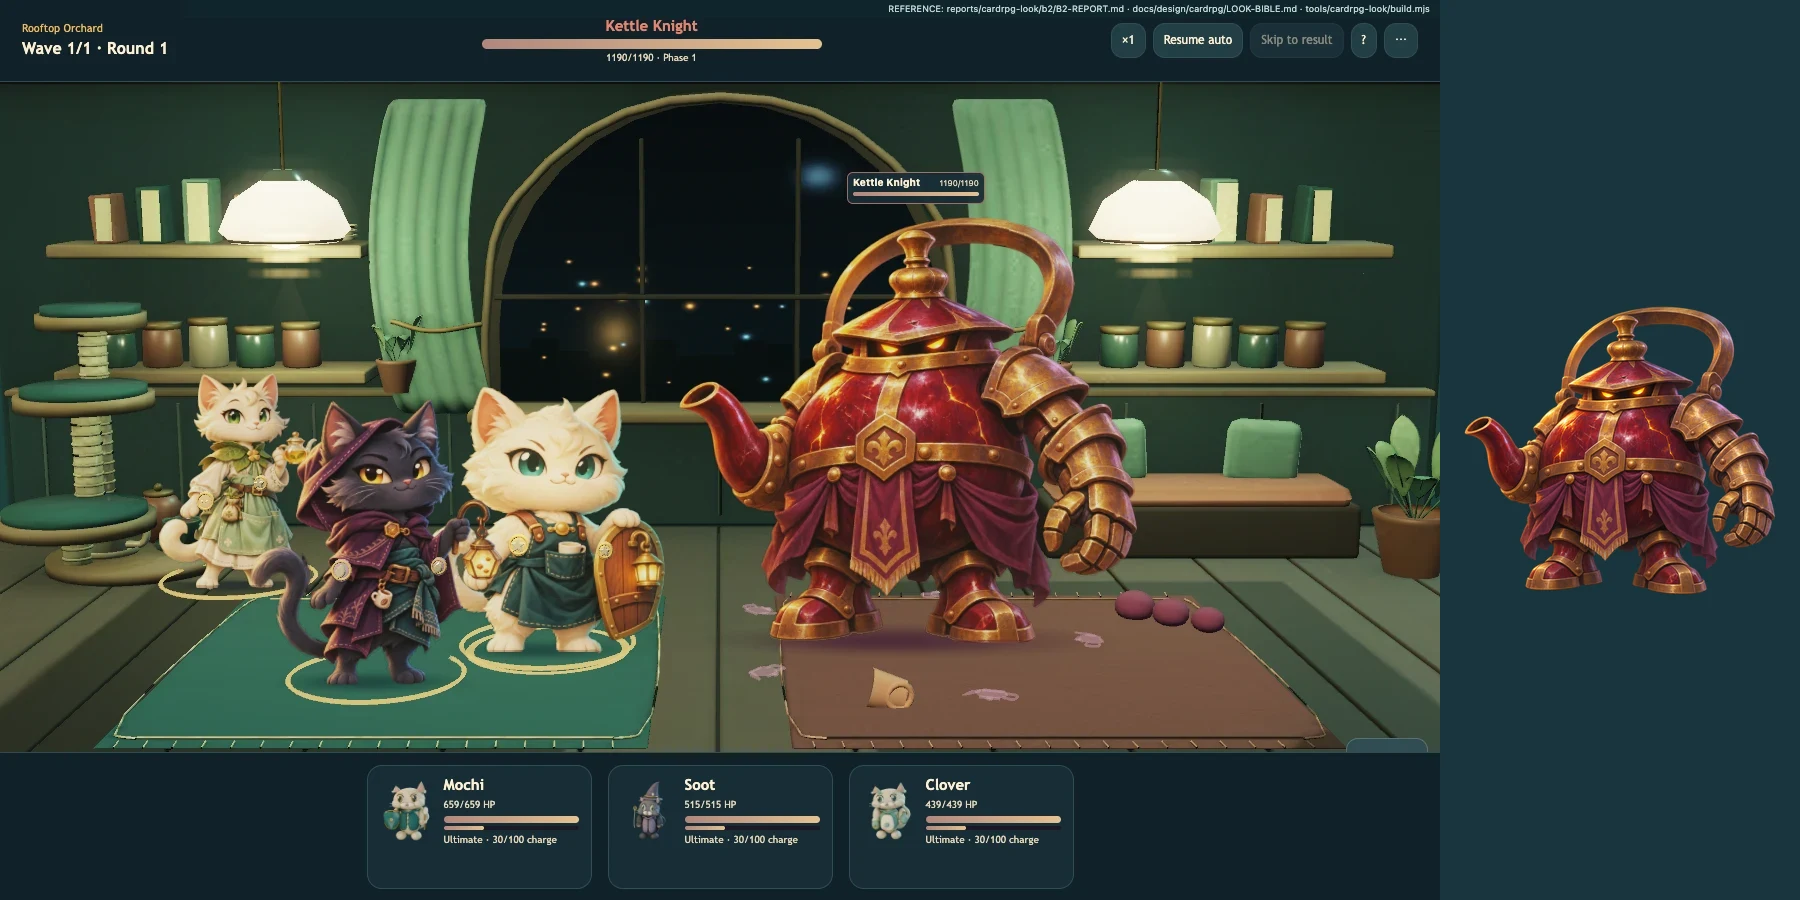 REFERENCE: reports/cardrpg-look/b2/B2-REPORT.md · docs/design/cardrpg/LOOK-BIBLE.md · tools/cardrpg-look/build.mjs
Rooftop Orchard
Wave 1/1 · Round 1
Kettle Knight
1190/1190 · Phase 1
×1
Resume auto
Skip to result
?
...
Kettle Knight 1190/1190
Mochi
659/659 HP
Ultimate · 30/100 charge
Soot
515/515 HP
Ultimate · 30/100 charge
Clover
439/439 HP
Ultimate · 30/100 charge